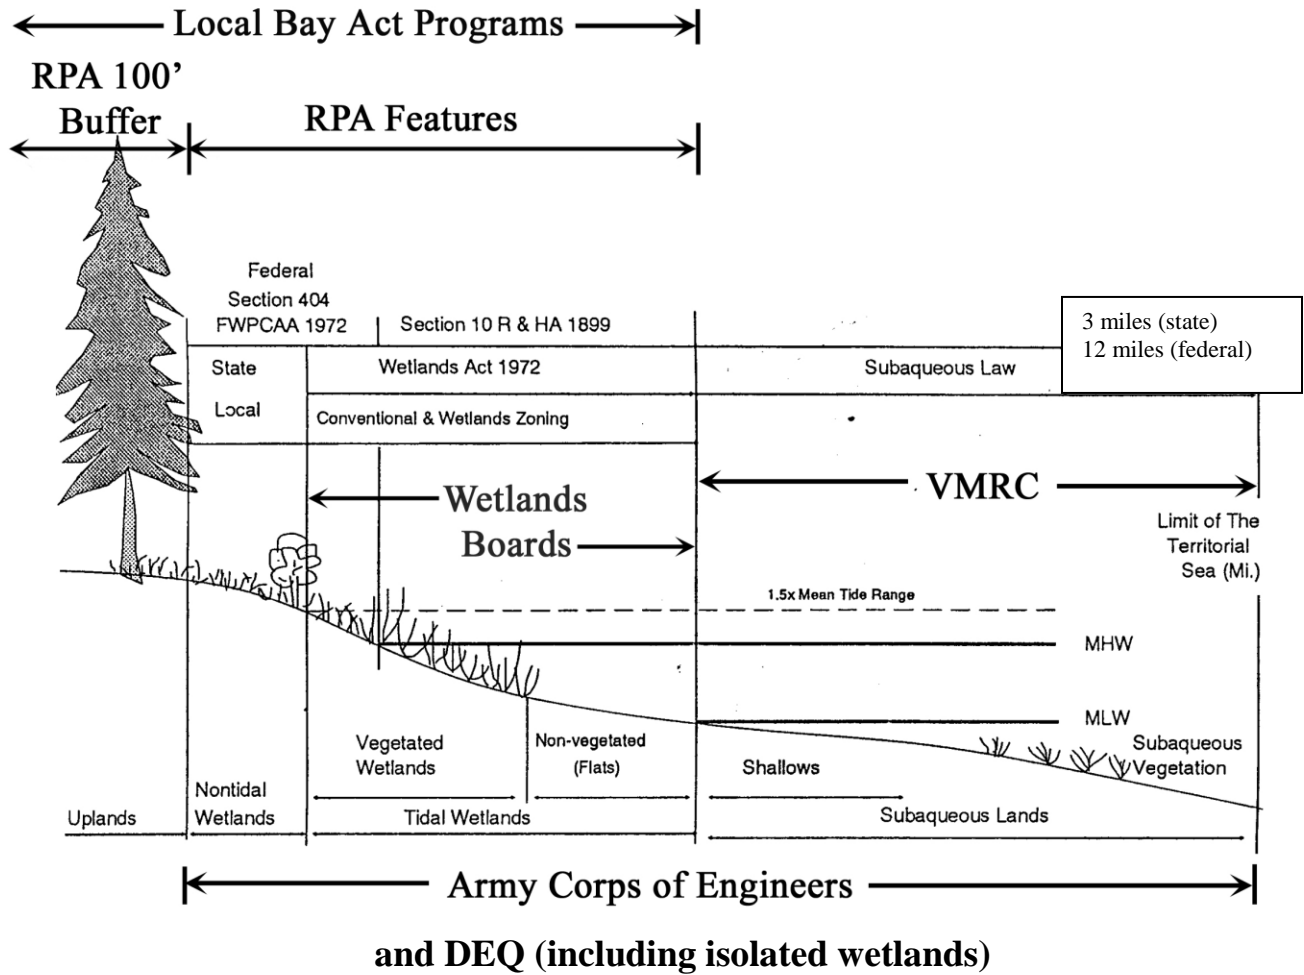 Local Bay Act Programs
RPA 100’
Buffer
RPA Features
Federal
Section 404
FWPCAA 1972
Section 10 R & HA 1899
3 miles (state)
12 miles (federal)
State
Wetlands Act 1972
Subaqueous Law
Local
Conventional & Wetlands Zoning
Wetlands
Boards
VMRC
Limit of The
Territorial
Sea (Mi.)
1.5x Mean Tide Range
MHW
MLW
Vegetated
Wetlands
Non-vegetated
(Flats)
Shallows
Subaqueous
Vegetation
Uplands
Nontidal
Wetlands
Tidal Wetlands
Subaqueous Lands
Army Corps of Engineers
and DEQ (including isolated wetlands)